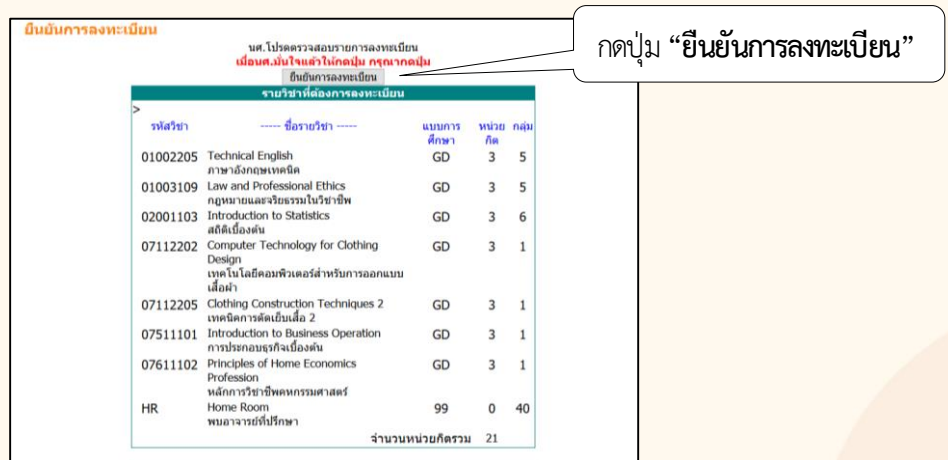 ยืนยันการลงทะเบียน
กดปุ่ม “ยืนยันการลงทะเบียน”
นศ.โปรดตรวจสอบรายการลงทะเบียน
เมื่อนศ.มั่นใจแล้วให้กดปุ่ม กรุณากดปุ่ม
ยืนยันการลงทะเบียน
รายวิชาที่ต้องการลงทะเบียน
>
รหัสวิชา ----- ชื่อรายวิชา ----- แบบการ หน่วย กลุ่ม
ศึกษา กิต
01002205 Technical English GD 3 5
ภาษาอังกฤษเทคนิค
01003109 Law and Professional Ethics GD 3 5
กฎหมายและจริยธรรมในวิชาชีพ
02001103 Introduction to Statistics GD 3 6
สถิติเบื้องต้น
07112202 Computer Technology for Clothing GD 3 1
Design
เทคโนโลยีคอมพิวเตอร์สำหรับการออกแบบ
เสื้อผ้า
07112205 Clothing Construction Techniques 2 GD 3 1
เทคนิคการตัดเย็บเสื้อ 2
07511101 Introduction to Business Operation GD 3 1
การประกอบธุรกิจเบื้องต้น
07611102 Principles of Home Economics GD 3 1
Profession
หลักการวิชาชีพคหกรรมศาสตร์
HR Home Room 99 0 40
พบอาจารย์ที่ปรึกษา
จำนวนหน่วยกิตรวม 21